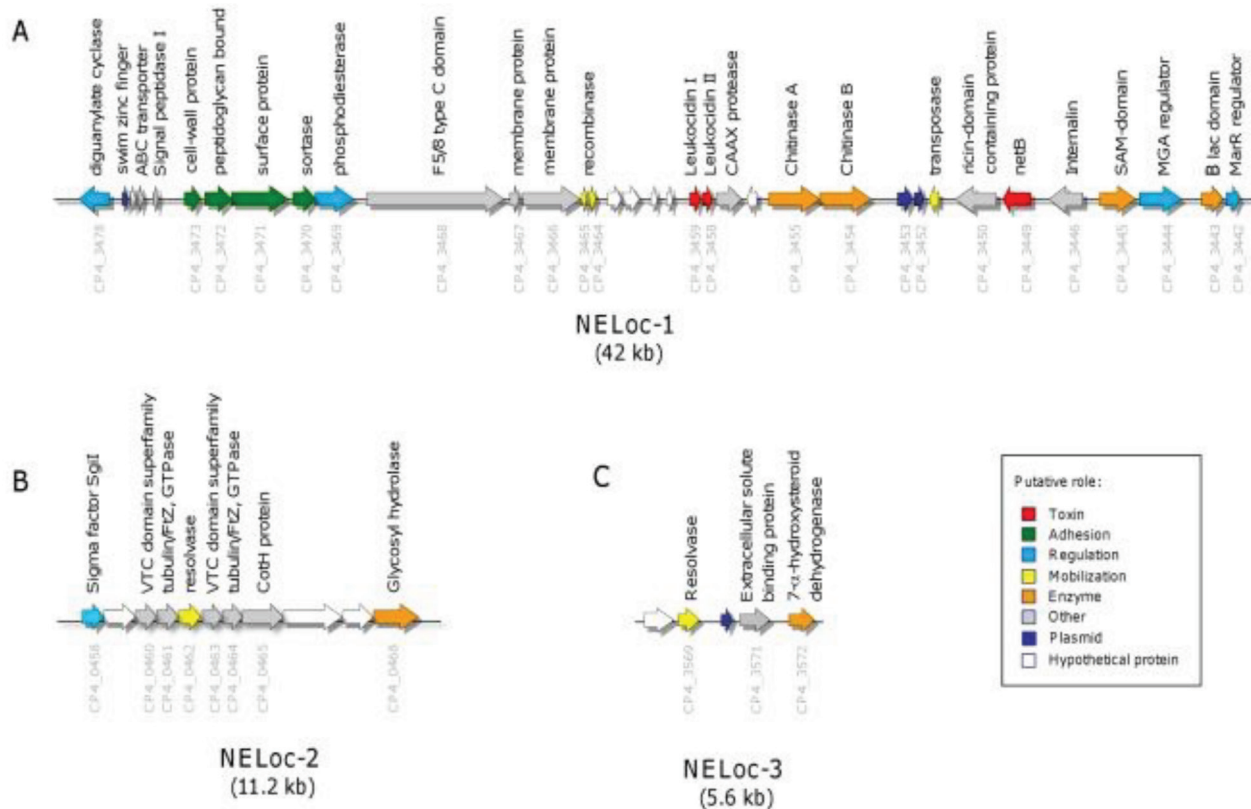 A
diguanylate cyclase
swim zinc finger
ABC transporter
Signal peptidase I
cell-wall protein
peptidoglycan bound
surface protein
sortase
phosphodiesterase
F5/8 type C domain
membrane protein
membrane protein
recombinase
Leukocidin I
Leukocidin II
CAAX protease
Chitinase A
Chitinase B
transposase
ricin-domain
containing protein
netB
Internalin
SAM-domain
MGA regulator
B lac domain
MarR regulator
CP4_3478
CP4_3473
CP4_3472
CP4_3471
CP4_3470
CP4_3469
CP4_3468
CP4_3467
CP4_3466
CP4_3465
CP4_3464
CP4_3459
CP4_3458
CP4_3455
CP4_3454
CP4_3453
CP4_3452
CP4_3450
CP4_3449
CP4_3446
CP4_3445
CP4_3444
CP4_3443
CP4_3442
NELoc-1
(42 kb)
B
Sigma factor SgiI
VTC domain superfamily
tubulin/FtZ, GTPase
resolvase
VTC domain superfamily
tubulin/FtZ, GTPase
CotH protein
Glycosyl hydrolase
CP4_0458
CP4_0460
CP4_0461
CP4_0462
CP4_0463
CP4_0464
CP4_0465
CP4_0468
NELoc-2
(11.2 kb)
C
Resolvase
Extracellular solute
binding protein
7-α-hydroxysteroid
dehydrogenase
CP4_3569
CP4_3571
CP4_3572
NELoc-3
(5.6 kb)
Putative role:
Toxin
Adhesion
Regulation
Mobilization
Enzyme
Other
Plasmid
Hypothetical protein